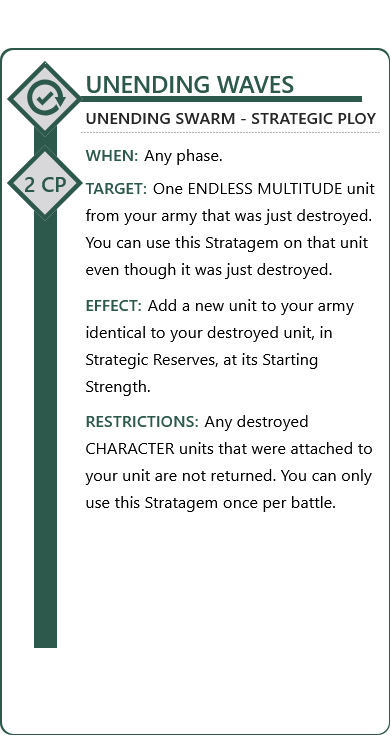 UNENDING WAVES
UNENDING SWARM - STRATEGIC PLOY
2 CP
WHEN: Any phase.
TARGET: One ENDLESS MULTITUDE unit
from your army that was just destroyed.
You can use this Stratagem on that unit
even though it was just destroyed.
EFFECT: Add a new unit to your army
identical to your destroyed unit, in
Strategic Reserves, at its Starting
Strength.
RESTRICTIONS: Any destroyed
CHARACTER units that were attached to
your unit are not returned. You can only
use this Stratagem once per battle.